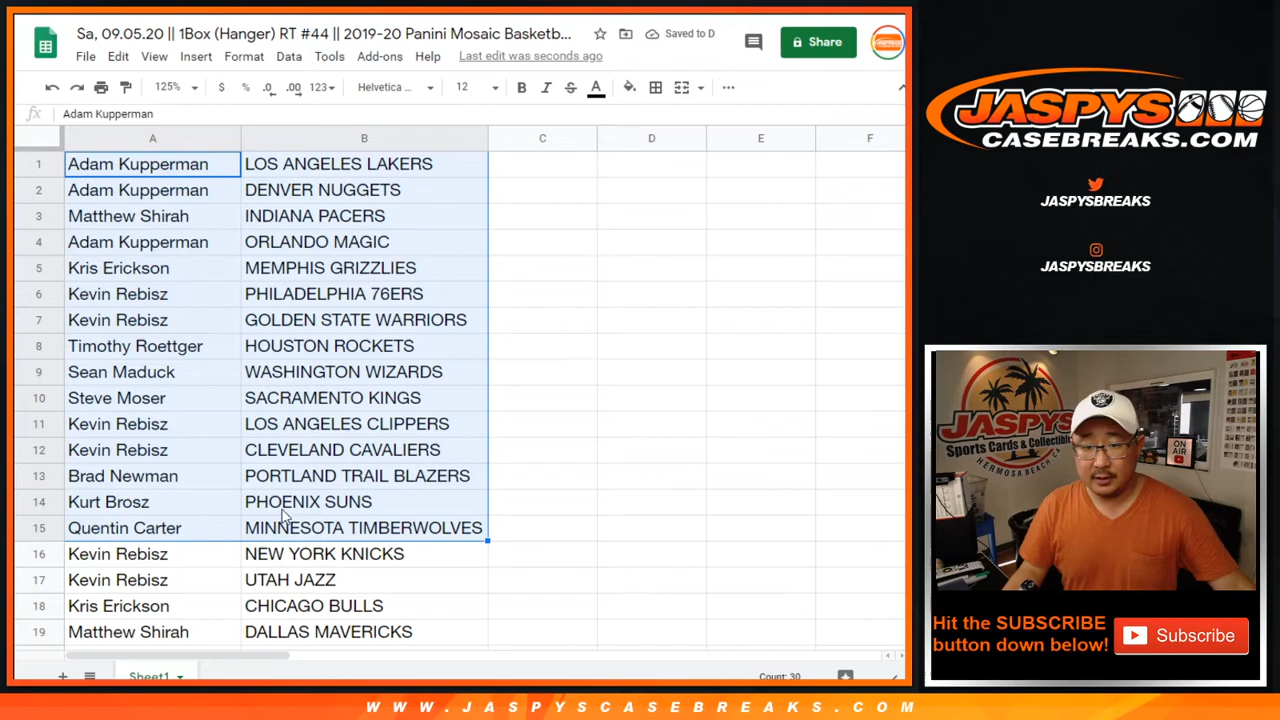 Sa, 09.05.20 || 1Box (Hanger) RT #44 || 2019-20 Panini Mosaic Basketb...
Saved to D
File Edit View Insert Format Data Tools Add-ons Help Last edit was seconds ago
Share
125% $ % .0 .00 123 Helvetica ... 12 B I S A
fx Adam Kupperman
A B C D E F
1 Adam Kupperman LOS ANGELES LAKERS
2 Adam Kupperman DENVER NUGGETS
3 Matthew Shirah INDIANA PACERS
4 Adam Kupperman ORLANDO MAGIC
5 Kris Erickson MEMPHIS GRIZZLIES
6 Kevin Rebisz PHILADELPHIA 76ERS
7 Kevin Rebisz GOLDEN STATE WARRIORS
8 Timothy Roettger HOUSTON ROCKETS
9 Sean Maduck WASHINGTON WIZARDS
10 Steve Moser SACRAMENTO KINGS
11 Kevin Rebisz LOS ANGELES CLIPPERS
12 Kevin Rebisz CLEVELAND CAVALIERS
13 Brad Newman PORTLAND TRAIL BLAZERS
14 Kurt Brosz PHOENIX SUNS
15 Quentin Carter MINNESOTA TIMBERWOLVES
16 Kevin Rebisz NEW YORK KNICKS
17 Kevin Rebisz UTAH JAZZ
18 Kris Erickson CHICAGO BULLS
19 Matthew Shirah DALLAS MAVERICKS
Sheet1
Count: 30
JASPYS
CASEBREAKS.COM
JASPYSBREAKS
JASPYSBREAKS
JASPYS
Sports Cards & Collectibles
HERMOSA BEACH, CA
ON AIR
Hit the SUBSCRIBE
button down below!
Subscribe
WWW.JASPYSCASEBREAKS.COM